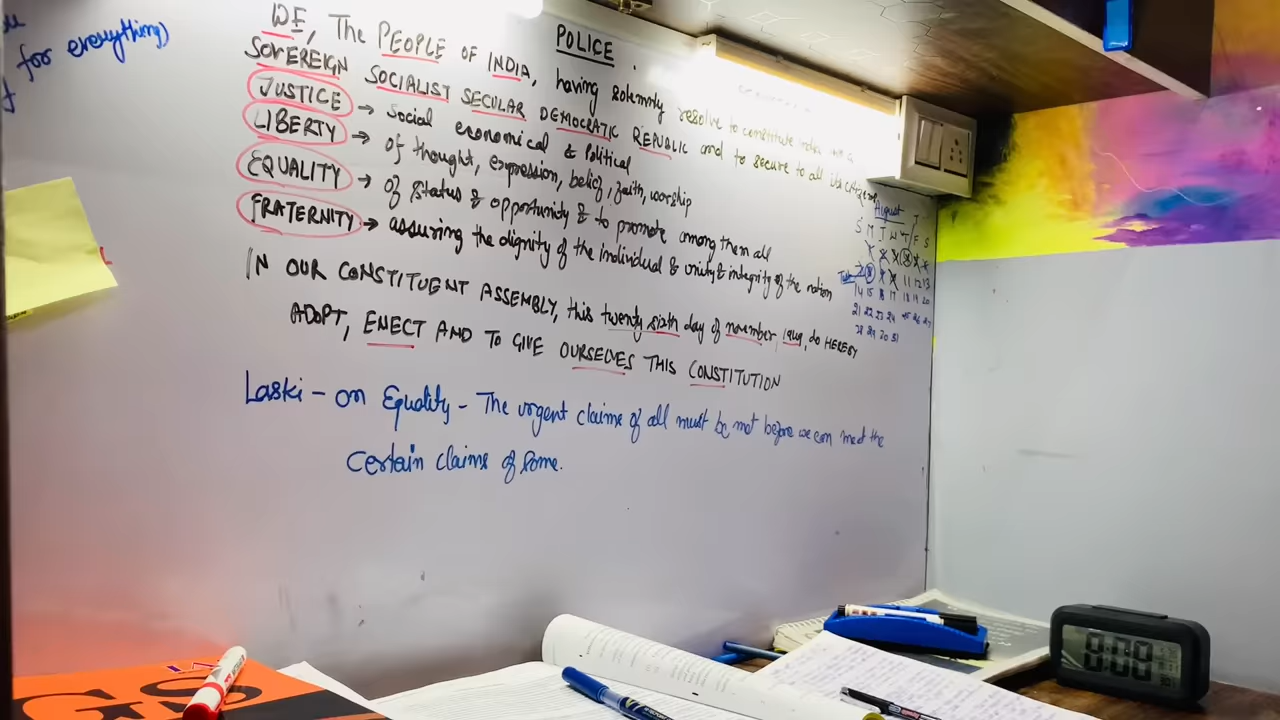 for everything)
POLICE
WE, The PEOPLE OF INDIA, having solemnly resolve to constitute India into a
SOVEREIGN SOCIALIST SECULAR DEMOCRATIC REPUBLIC and to secure to all its citizens
JUSTICE → social economical & Political
LIBERTY → of thought, expression, belief, faith, worship
EQUALITY → of status & opportunity & to promote among them all
FRATERNITY → assuring the dignity of the individual & unity & integrity of the nation
IN OUR CONSTITUENT ASSEMBLY, this twenty sixth day of november, 1949, do HEREBY
ADOPT, ENECT AND TO GIVE OURSELVES THIS CONSTITUTION
Laski - on Equality - The urgent claims of all must be met before we can meet the
certain claims of some.
August
S M T W T F S
11 12 13
14 15 16 17 18 19 20
21 22 23 24 25 26 27
28 29 30 31